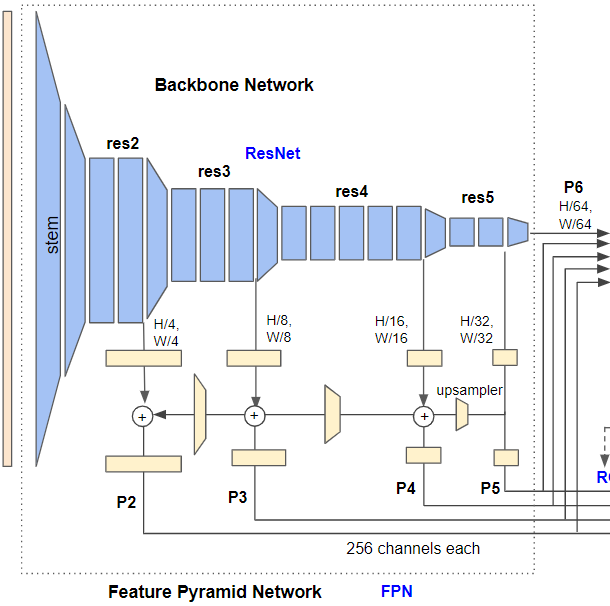 Backbone Network
res2
ResNet
res3
res4
res5
P6
H/64,
W/64
stem
H/4,
W/4
H/8,
W/8
H/16,
W/16
H/32,
W/32
upsampler
+
+
+
P2
P3
P4
P5
256 channels each
Feature Pyramid Network
FPN